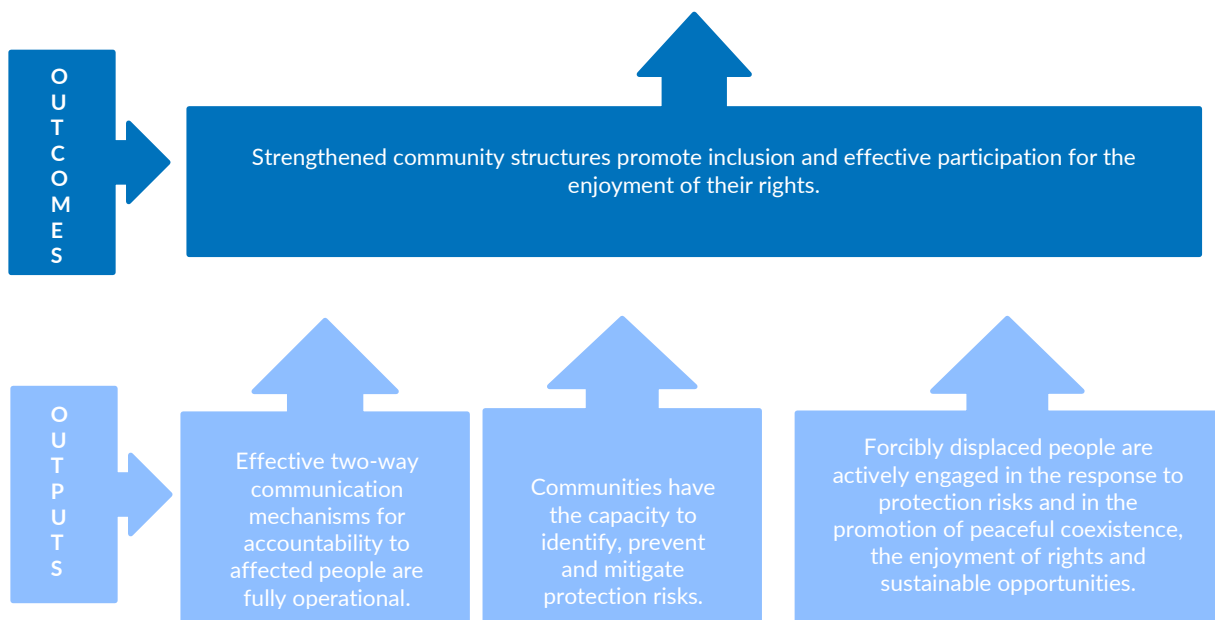 OUTCOMES
Strengthened community structures promote inclusion and effective participation for the
enjoyment of their rights.
OUTPUTS
Effective two-way
communication
mechanisms for
accountability to
affected people are
fully operational.
Communities have
the capacity to
identify, prevent
and mitigate
protection risks.
Forcibly displaced people are
actively engaged in the response to
protection risks and in the
promotion of peaceful coexistence,
the enjoyment of rights and
sustainable opportunities.